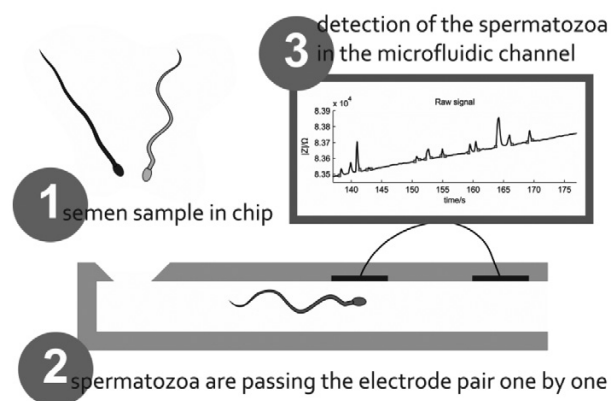 1 semen sample in chip
3 detection of the spermatozoa
in the microfluidic channel
x 10⁴
Raw signal
|Z|/Ω
8.39
8.38
8.37
8.36
8.35
140 145 150 155 160 165 170 175
time/s
2 spermatozoa are passing the electrode pair one by one